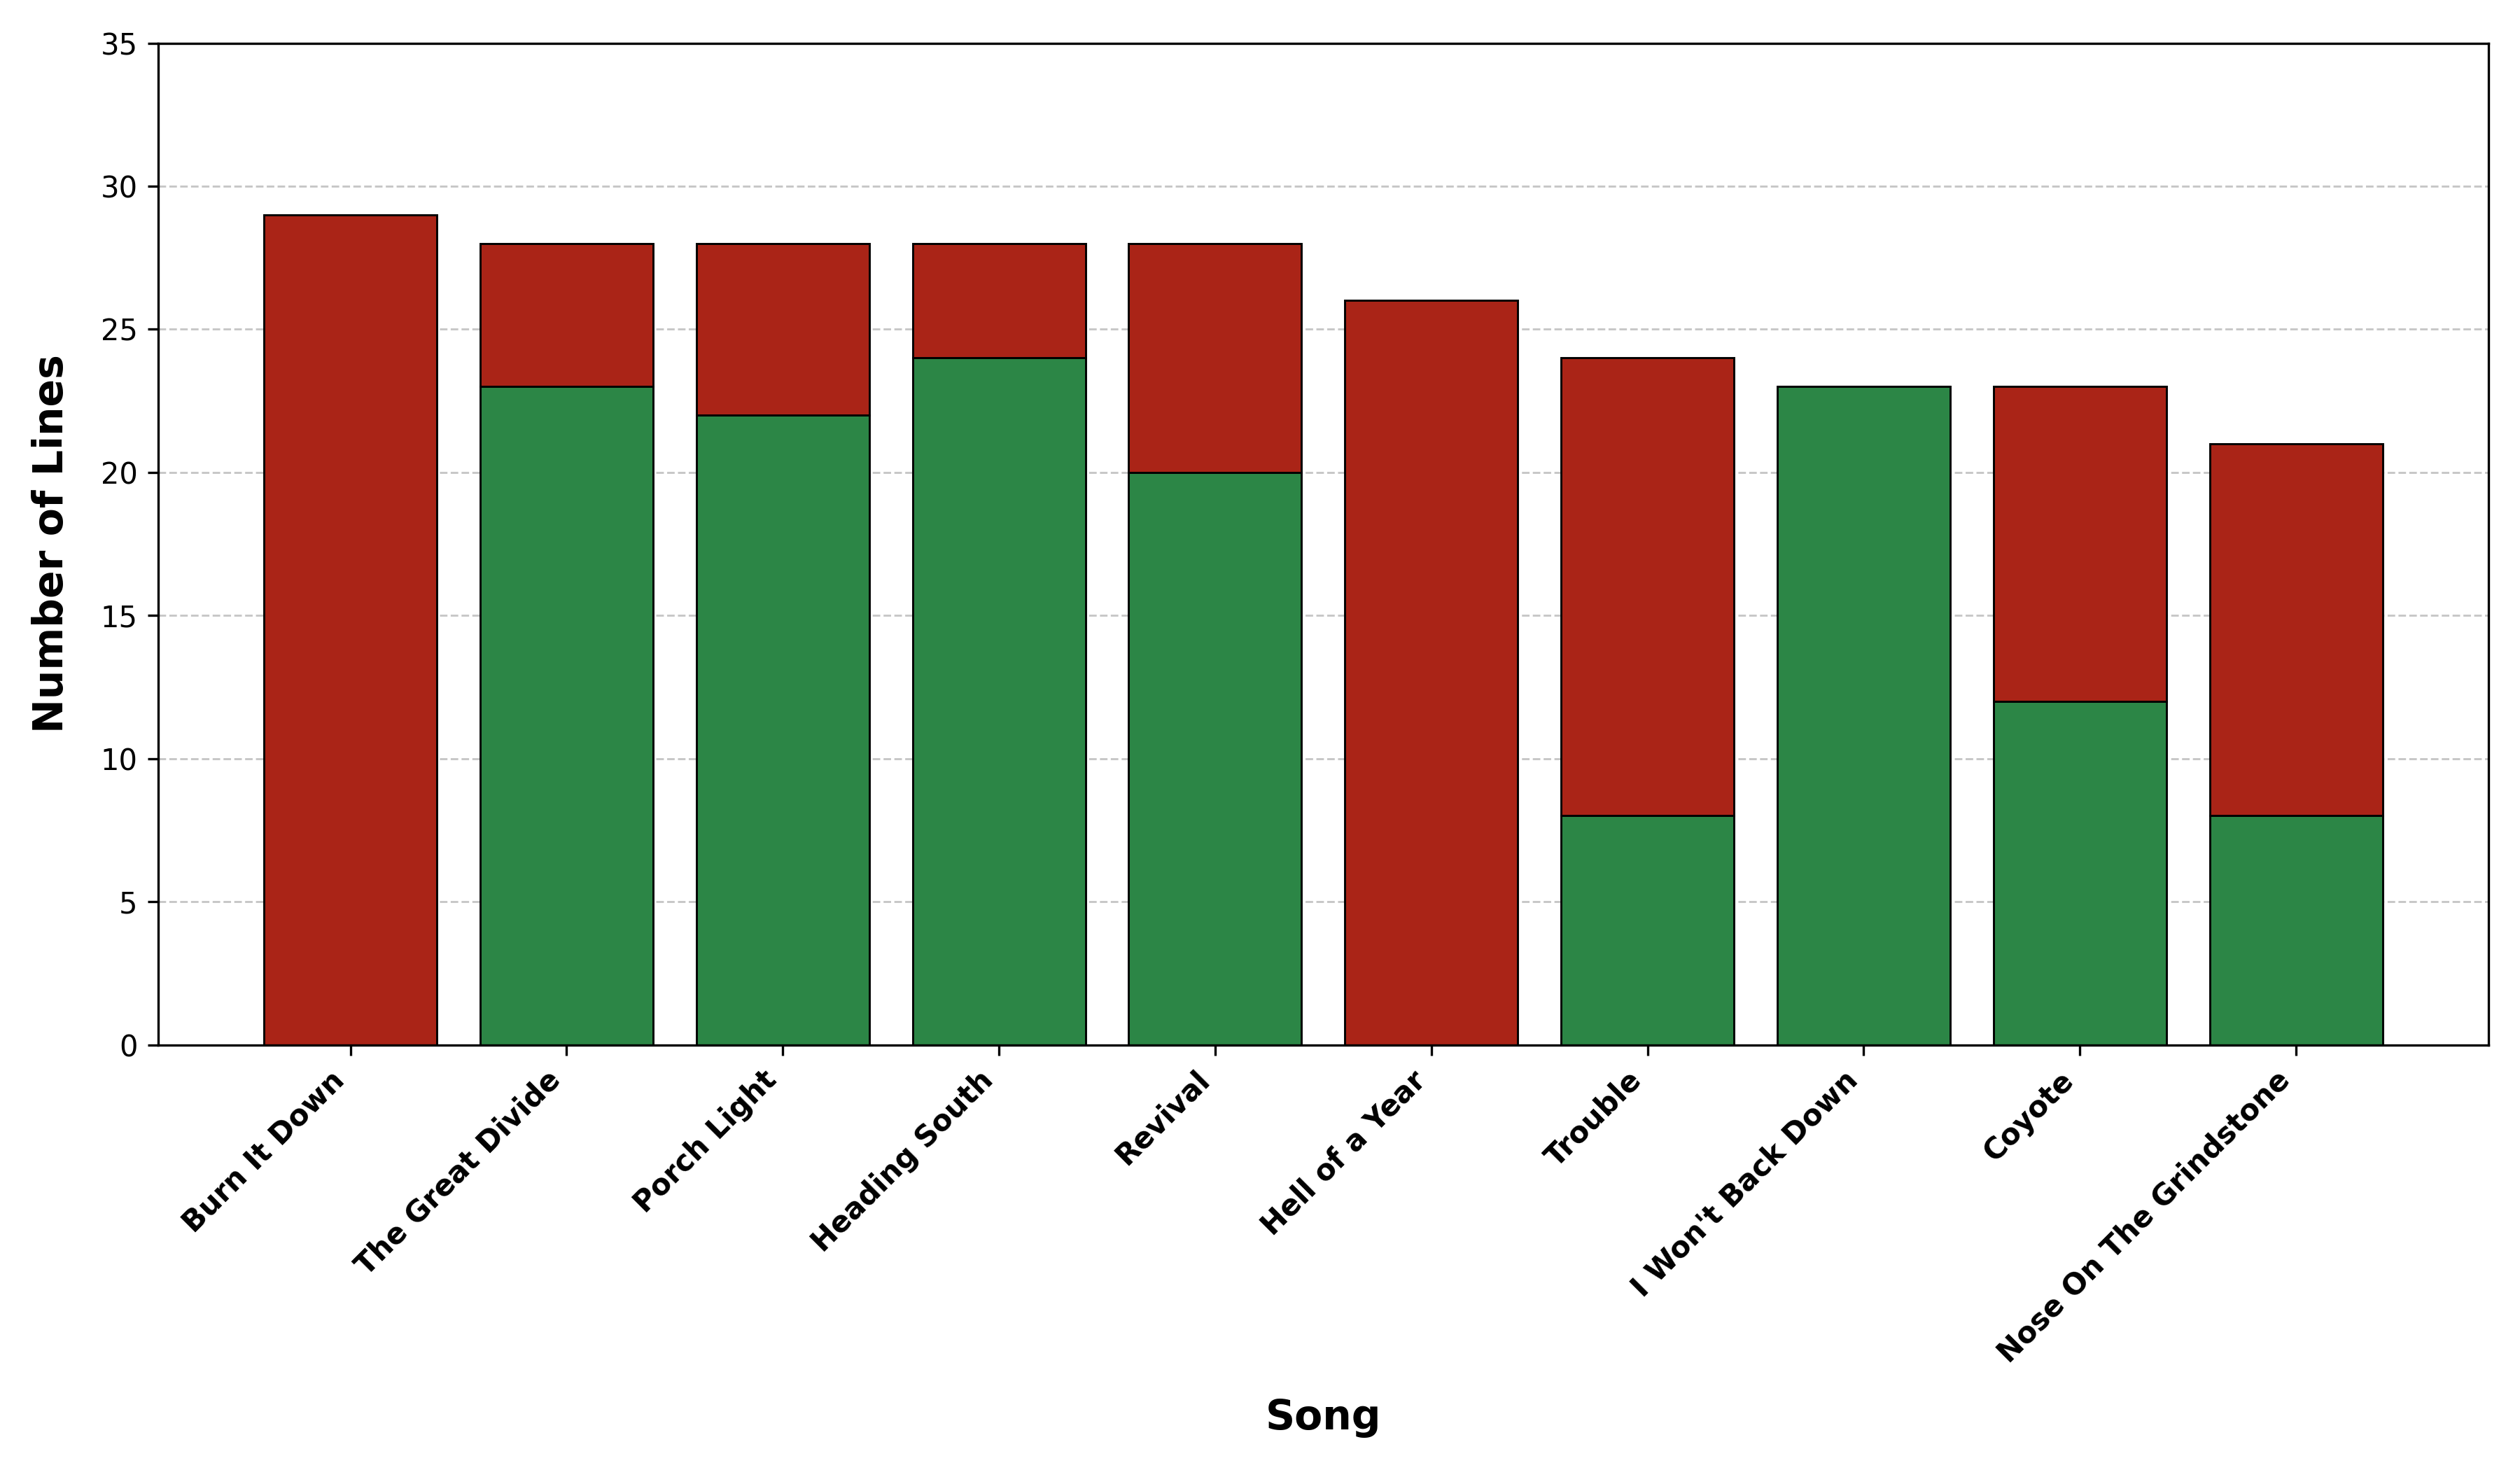 35
30
25
20
15
10
5
0
Number of Lines
Burn It Down
The Great Divide
Porch Light
Heading South
Revival
Hell of a Year
Trouble
I Won't Back Down
Coyote
Nose On The Grindstone
Song